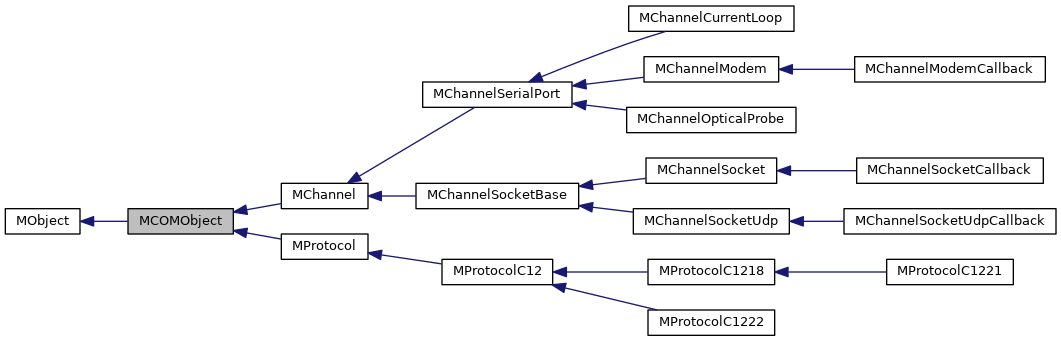 MChannelCurrentLoop
MChannelModem
MChannelModemCallback
MChannelSerialPort
MChannelOpticalProbe
MChannelSocket
MChannelSocketCallback
MChannel
MChannelSocketBase
MObject
MCOMObject
MChannelSocketUdp
MChannelSocketUdpCallback
MProtocol
MProtocolC12
MProtocolC1218
MProtocolC1221
MProtocolC1222